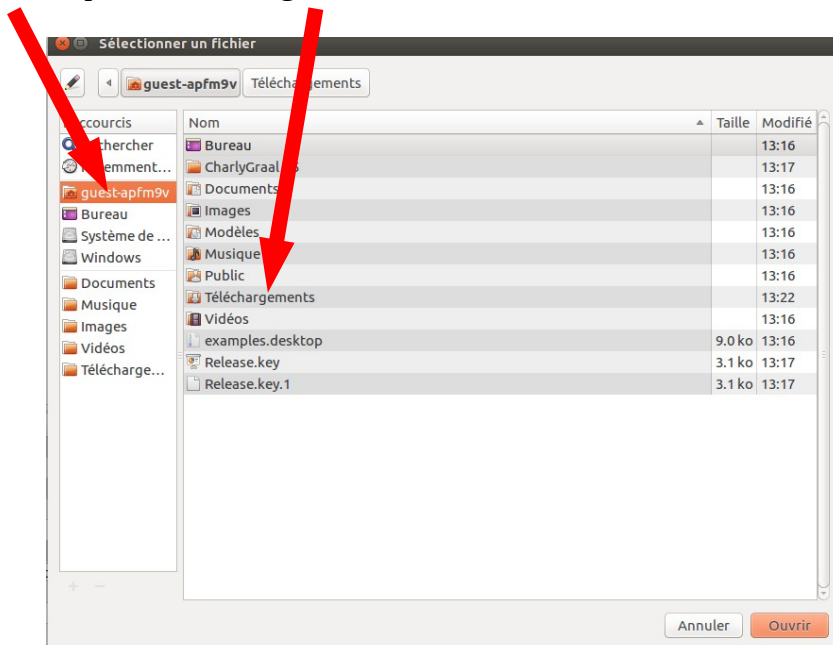 Sélectionner un fichier
guest-apfm9v Téléchargements
Nom Taille Modifié
Bureau 13:16
13:17
Documents 13:16
Images 13:16
Modèles 13:16
Musique 13:16
Public 13:16
Téléchargements 13:22
Vidéos 13:16
examples.desktop 9.0 ko 13:16
Release.key 3.1 ko 13:17
Release.key.1 3.1 ko 13:17
guest-apfm9v
Bureau
Système de ...
Windows
Documents
Musique
Images
Vidéos
Télécharge...
+ −
Annuler Ouvrir